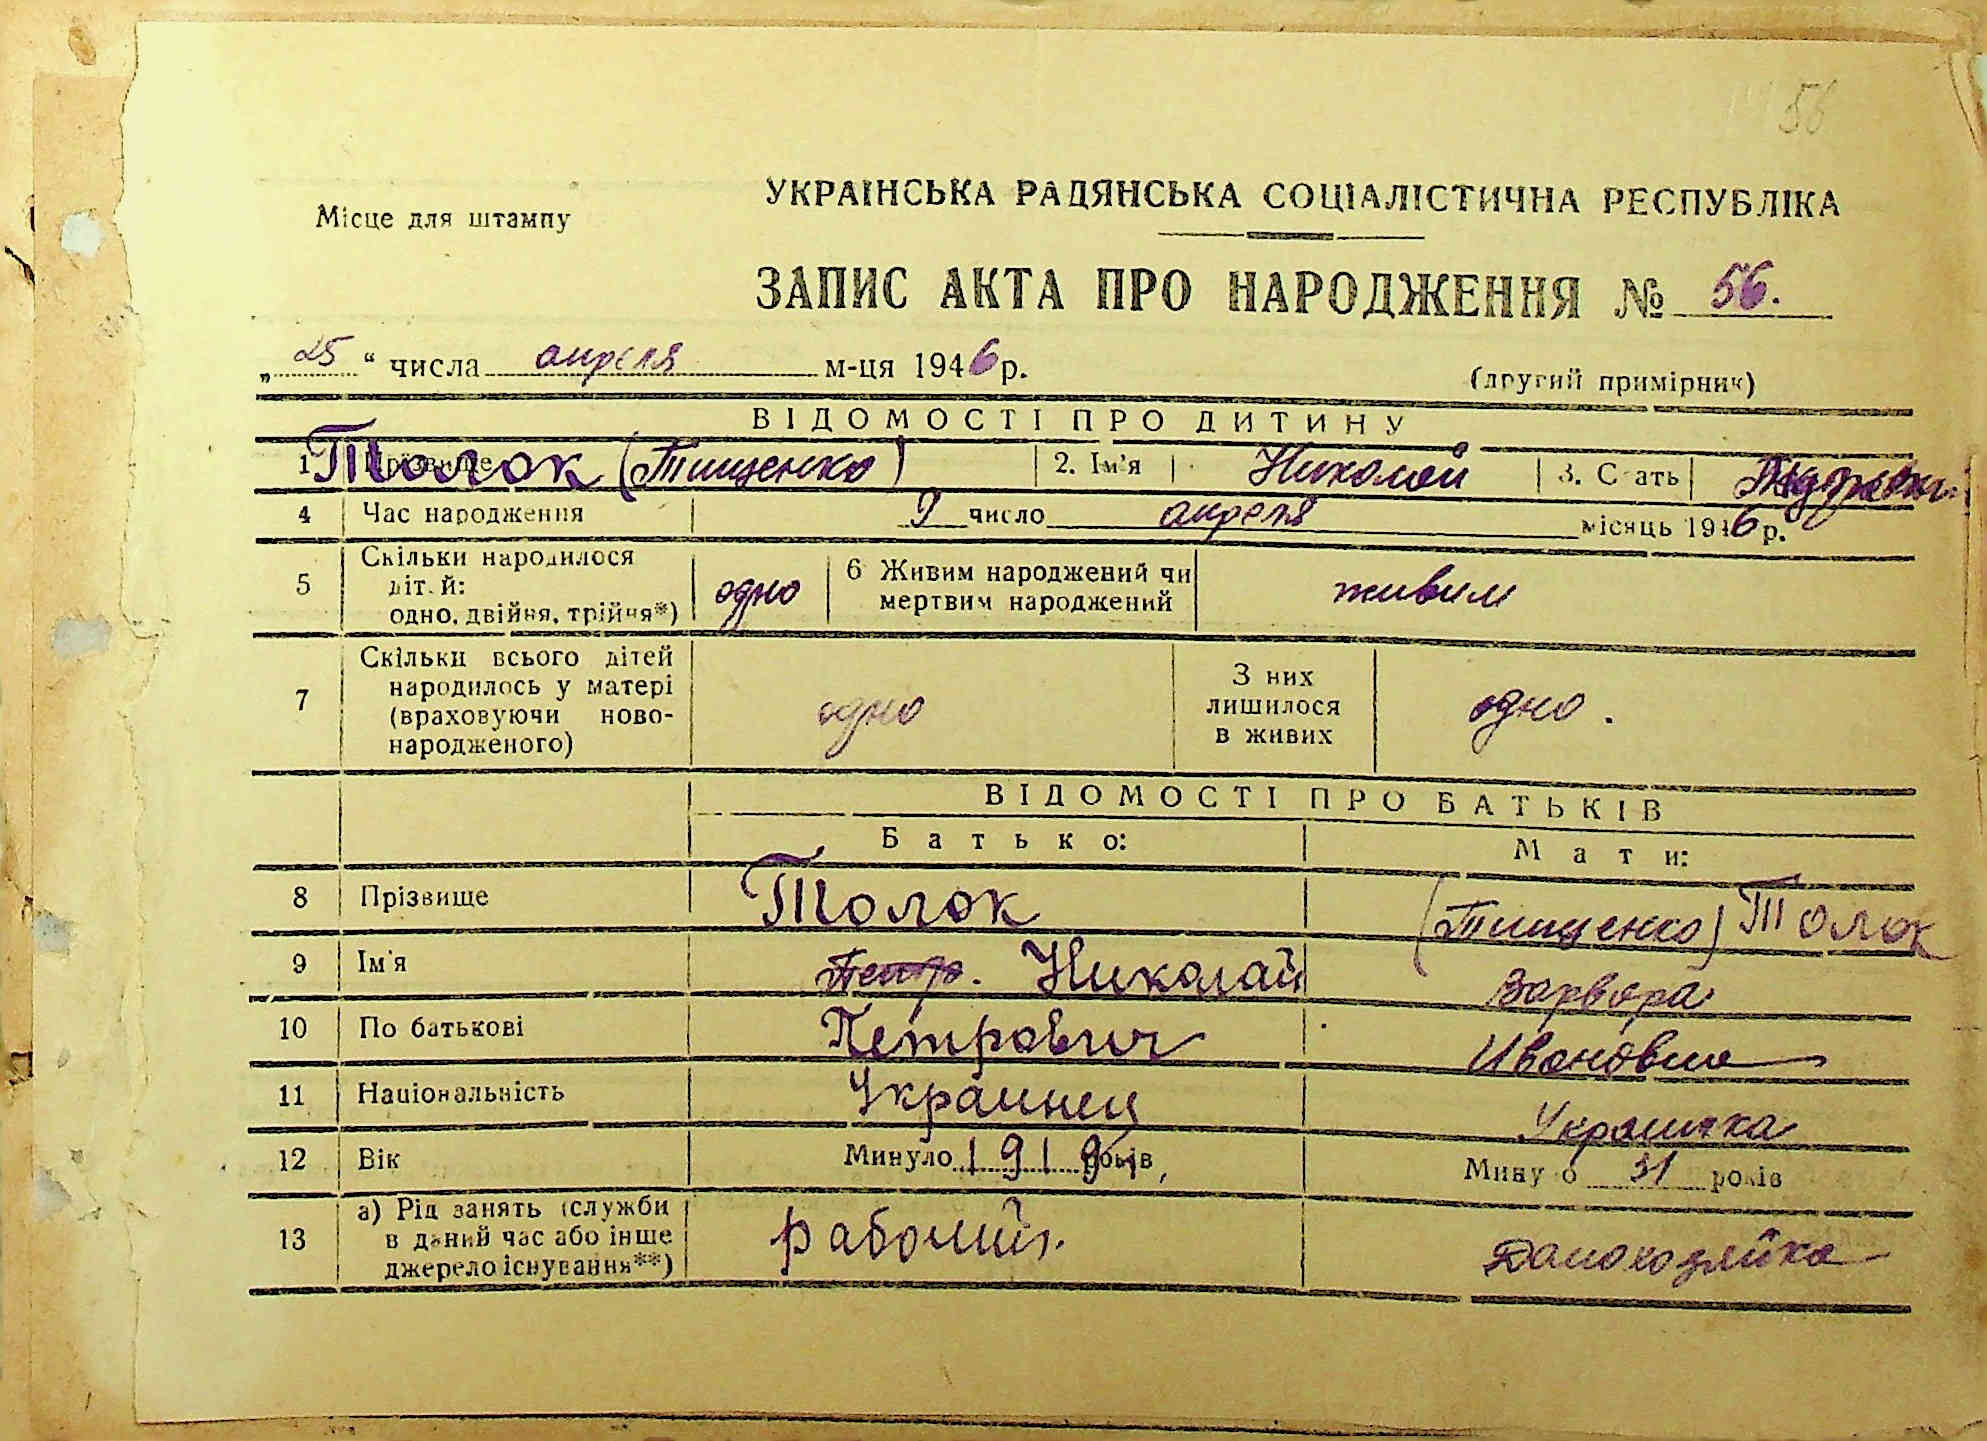 56
Місце для штампу
УКРАЇНСЬКА РАДЯНСЬКА СОЦІАЛІСТИЧНА РЕСПУБЛІКА
ЗАПИС АКТА ПРО НАРОДЖЕННЯ № 56.
„25“ числа апреля м-ця 1946 р.
(другий примірник)
ВІДОМОСТІ ПРО ДИТИНУ
1 Прізвище Толок (Тищенко) 2. Ім'я Николай 3. Стать
4 Час народження 9 число апреля місяць 1946 р.
5 Скільки народилося дітей: одно, двійня, трійня*) одно 6 Живим народжений чи мертвим народжений живим
7 Скільки всього дітей народилось у матері (враховуючи новонародженого) одно З них лишилося в живих одно.
ВІДОМОСТІ ПРО БАТЬКІВ
Батько: Мати:
8 Прізвище Толок (Тищенко) Толок
9 Ім'я Петр. Николай Варвара
10 По батькові Петрович Ивановна
11 Національність Украинец Украинка
12 Вік Минуло 1919 років Минуло 31 років
13 а) Рід занять (служби в даний час або інше джерело існування**) рабочий. Домохозяйка